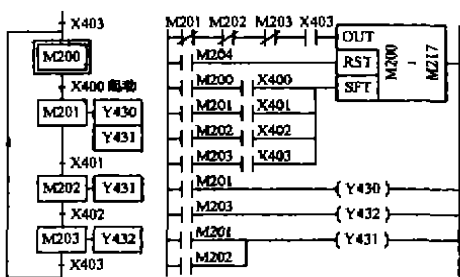 X403
M200
X400 起动
M201 Y430
Y431
X401
M202 Y431
X402
M203 Y432
X403
M201 M202 M203 X403
OUT
M204
RST
M200 X400
SFT
M200 - M217
M201 X401
M202 X402
M203 X403
M201
Y430
M203
Y432
M201
Y431
M202